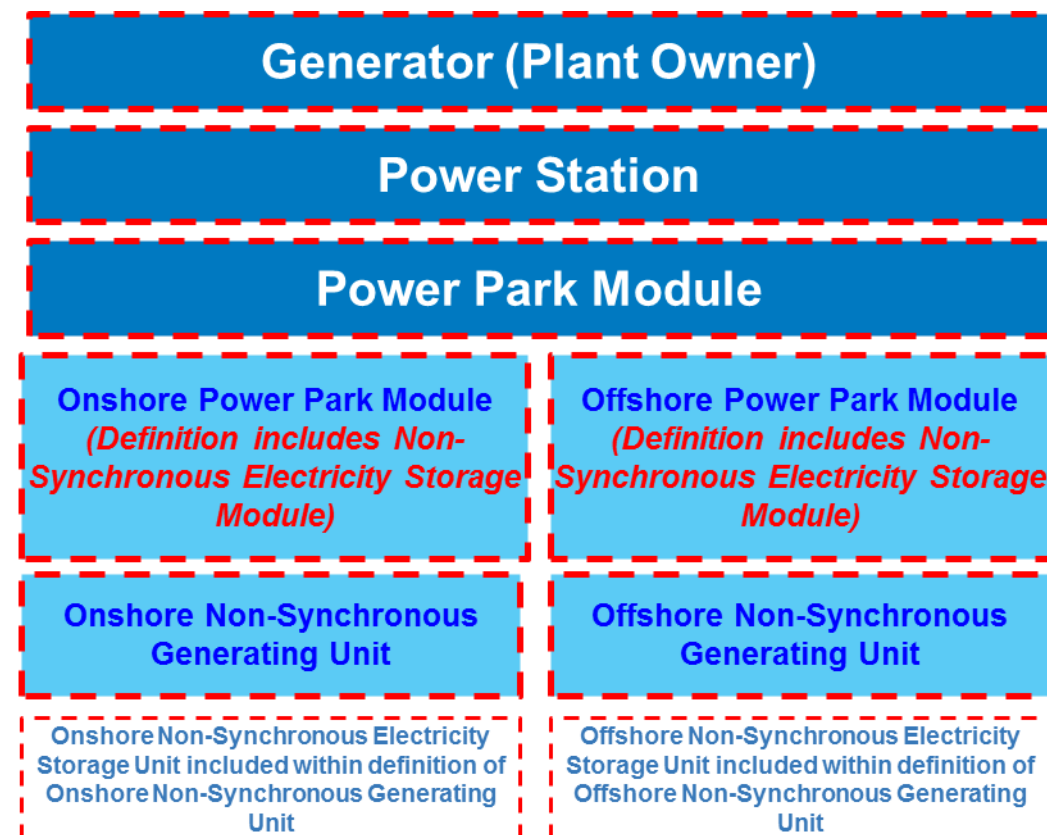 Generator (Plant Owner)
Power Station
Power Park Module
Onshore Power Park Module
(Definition includes Non-
Synchronous Electricity Storage
Module)
Offshore Power Park Module
(Definition includes Non-
Synchronous Electricity Storage
Module)
Onshore Non-Synchronous
Generating Unit
Offshore Non-Synchronous
Generating Unit
Onshore Non-Synchronous Electricity
Storage Unit included within definition of
Onshore Non-Synchronous Generating
Unit
Offshore Non-Synchronous Electricity
Storage Unit included within definition of
Offshore Non-Synchronous Generating
Unit